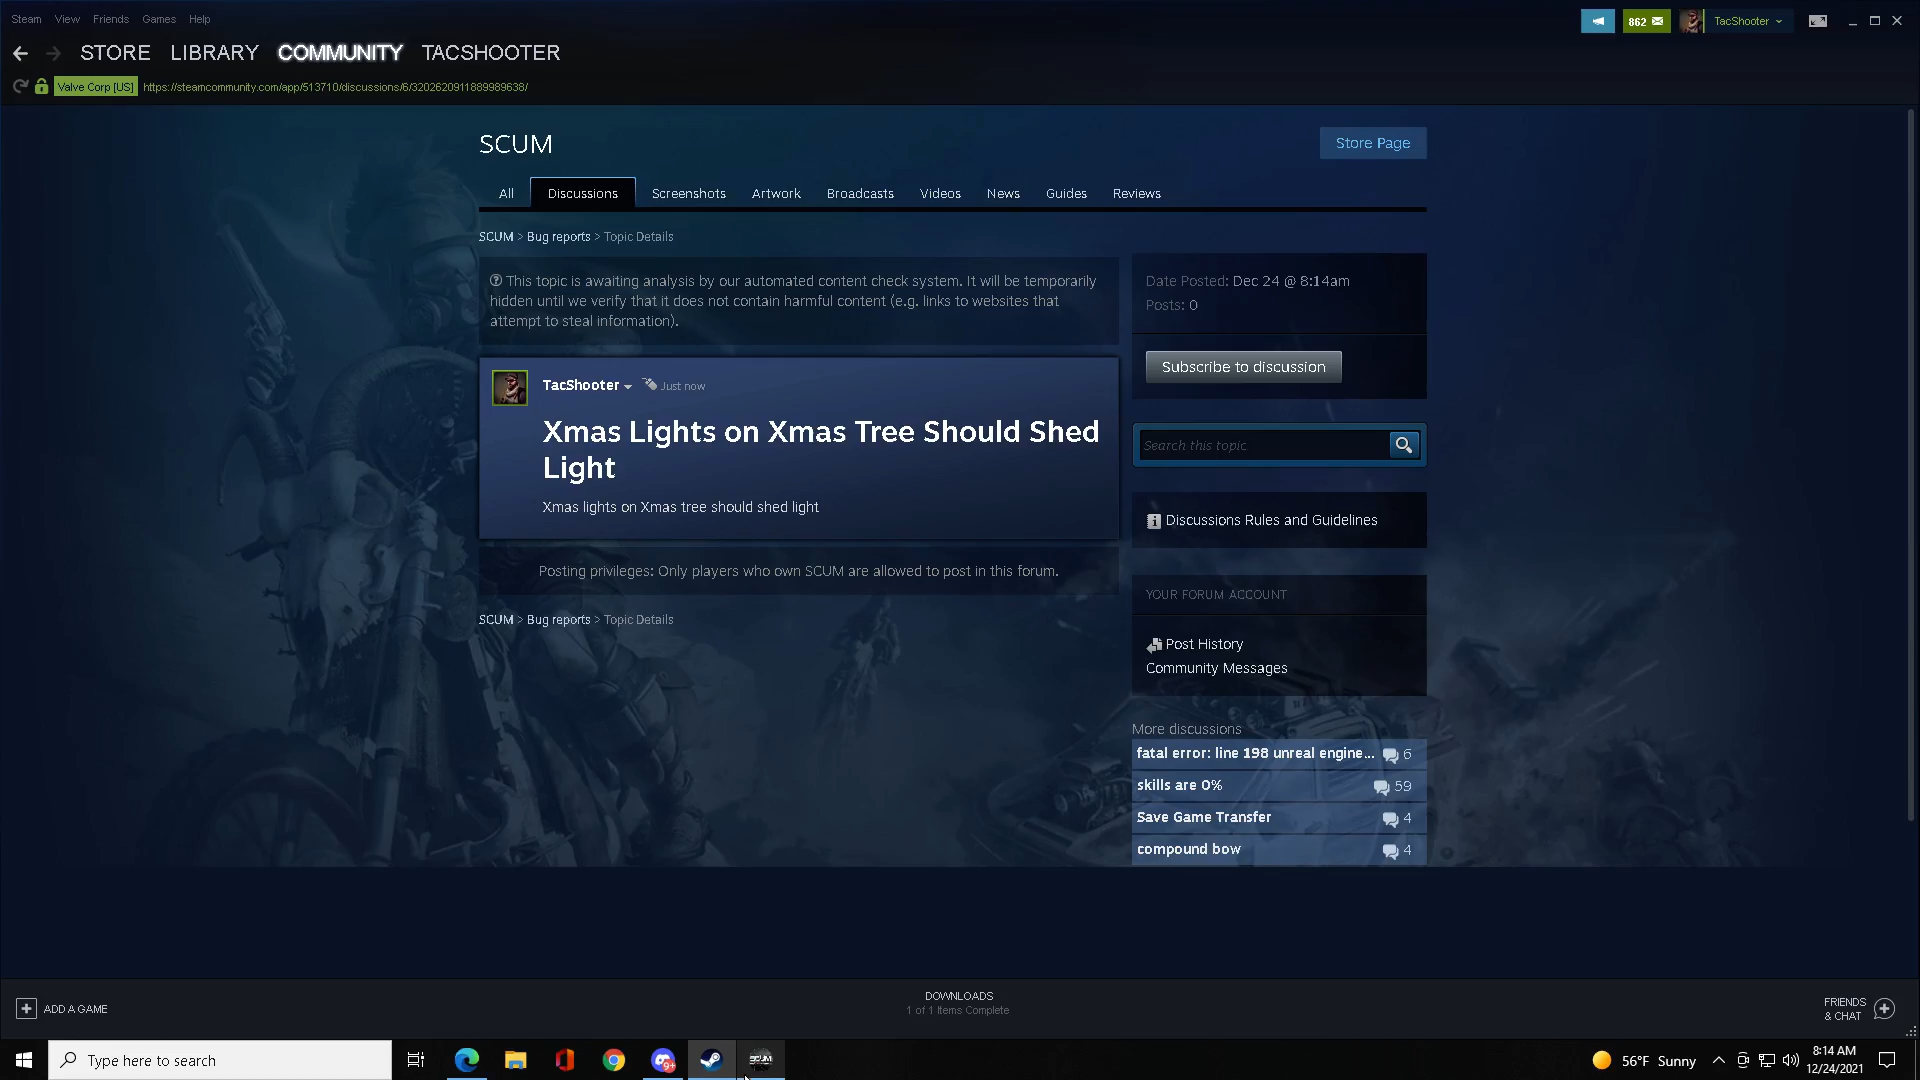 Steam View Friends Games Help
862
TacShooter
STORE LIBRARY COMMUNITY TACSHOOTER
Valve Corp [US] https://steamcommunity.com/app/513710/discussions/6/3202620911889989638/
SCUM
Store Page
All Discussions Screenshots Artwork Broadcasts Videos News Guides Reviews
SCUM > Bug reports > Topic Details
This topic is awaiting analysis by our automated content check system. It will be temporarily
hidden until we verify that it does not contain harmful content (e.g. links to websites that
attempt to steal information).
TacShooter Just now
Xmas Lights on Xmas Tree Should Shed
Light
Xmas lights on Xmas tree should shed light
Posting privileges: Only players who own SCUM are allowed to post in this forum.
SCUM > Bug reports > Topic Details
Date Posted: Dec 24 @ 8:14am
Posts: 0
Subscribe to discussion
Search this topic
Discussions Rules and Guidelines
YOUR FORUM ACCOUNT
Post History
Community Messages
More discussions
fatal error: line 198 unreal engine... 6
skills are 0% 59
Save Game Transfer 4
compound bow 4
ADD A GAME
DOWNLOADS
1 of 1 Items Complete
FRIENDS
& CHAT
Type here to search
9+
SCUM
56°F Sunny
8:14 AM
12/24/2021